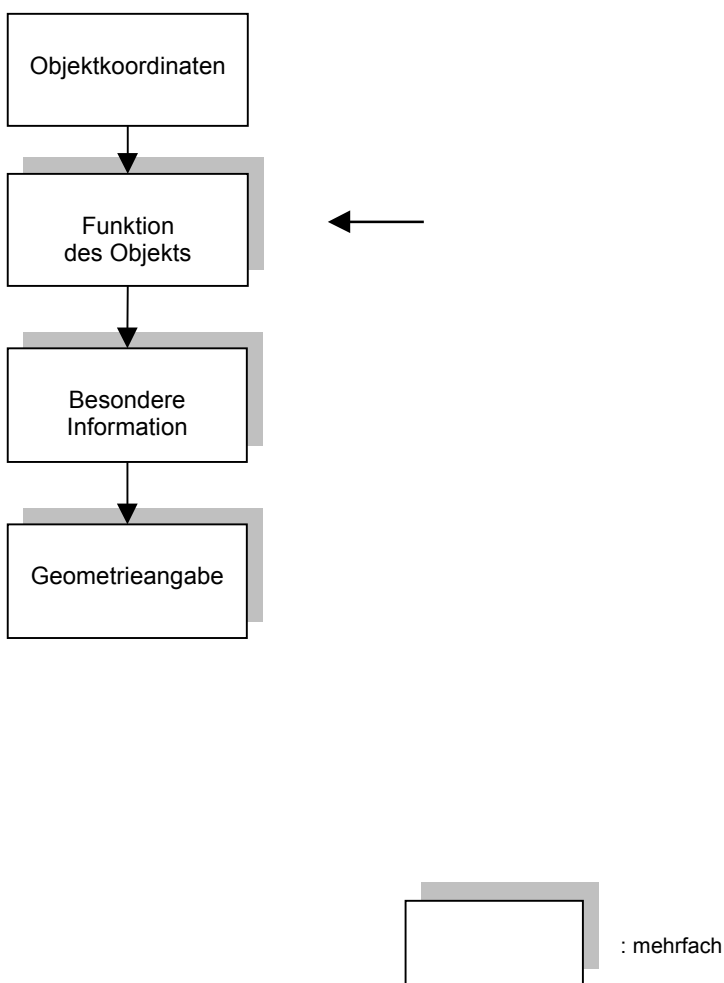 Objektkoordinaten
Funktion
des Objekts
Besondere
Information
Geometrieangabe
: mehrfach